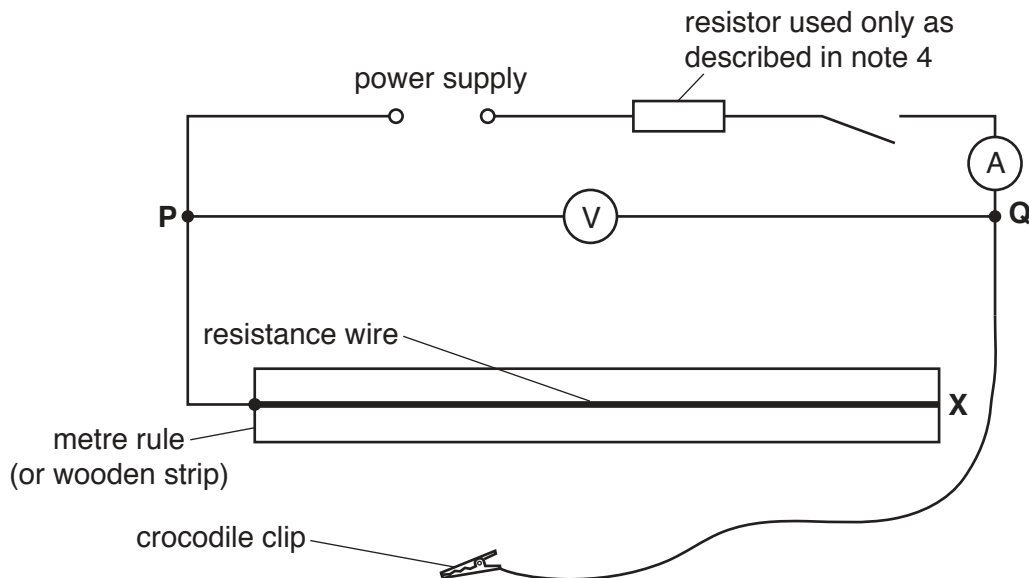 resistor used only as
described in note 4
power supply
A
P
V
Q
resistance wire
X
metre rule
(or wooden strip)
crocodile clip